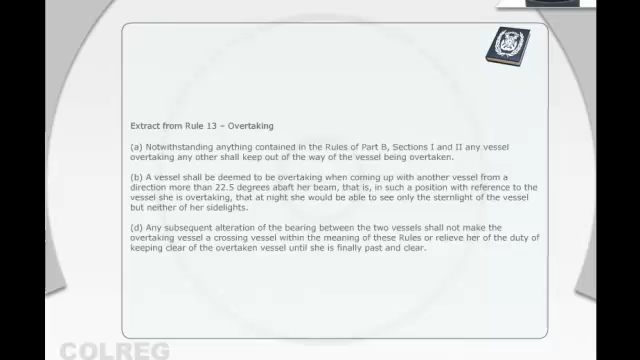 Extract from Rule 13 – Overtaking
(a) Notwithstanding anything contained in the Rules of Part B, Sections I and II any vessel
overtaking any other shall keep out of the way of the vessel being overtaken.
(b) A vessel shall be deemed to be overtaking when coming up with another vessel from a
direction more than 22.5 degrees abaft her beam, that is, in such a position with reference to the
vessel she is overtaking, that at night she would be able to see only the sternlight of the vessel
but neither of her sidelights.
(d) Any subsequent alteration of the bearing between the two vessels shall not make the
overtaking vessel a crossing vessel within the meaning of these Rules or relieve her of the duty of
keeping clear of the overtaken vessel until she is finally past and clear.
COLREG